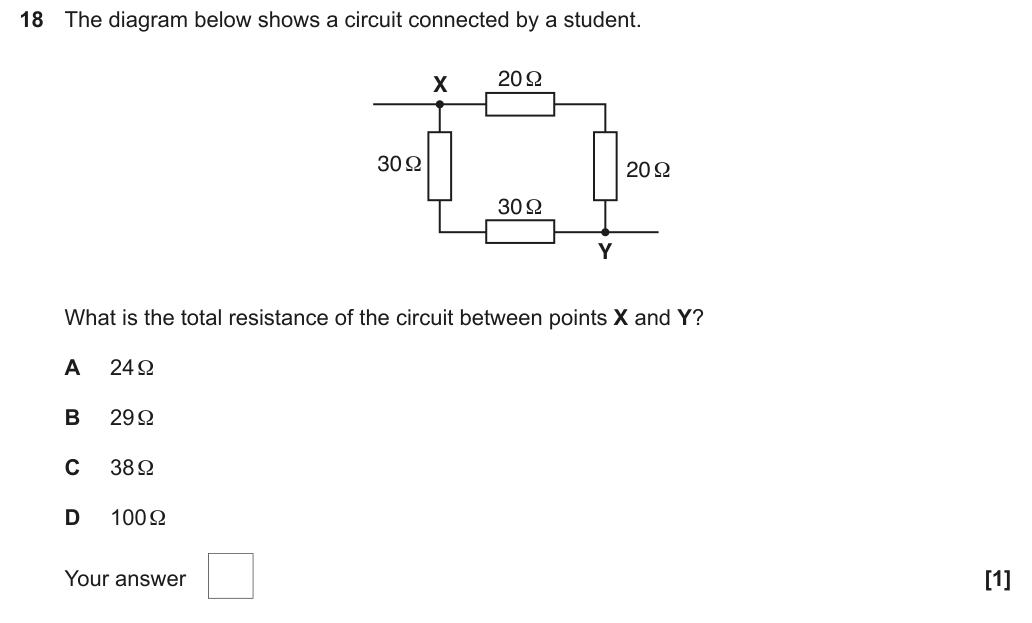 18 The diagram below shows a circuit connected by a student.
X
20 Ω
30 Ω
20 Ω
30 Ω
Y
What is the total resistance of the circuit between points X and Y?
A 24 Ω
B 29 Ω
C 38 Ω
D 100 Ω
Your answer
[1]